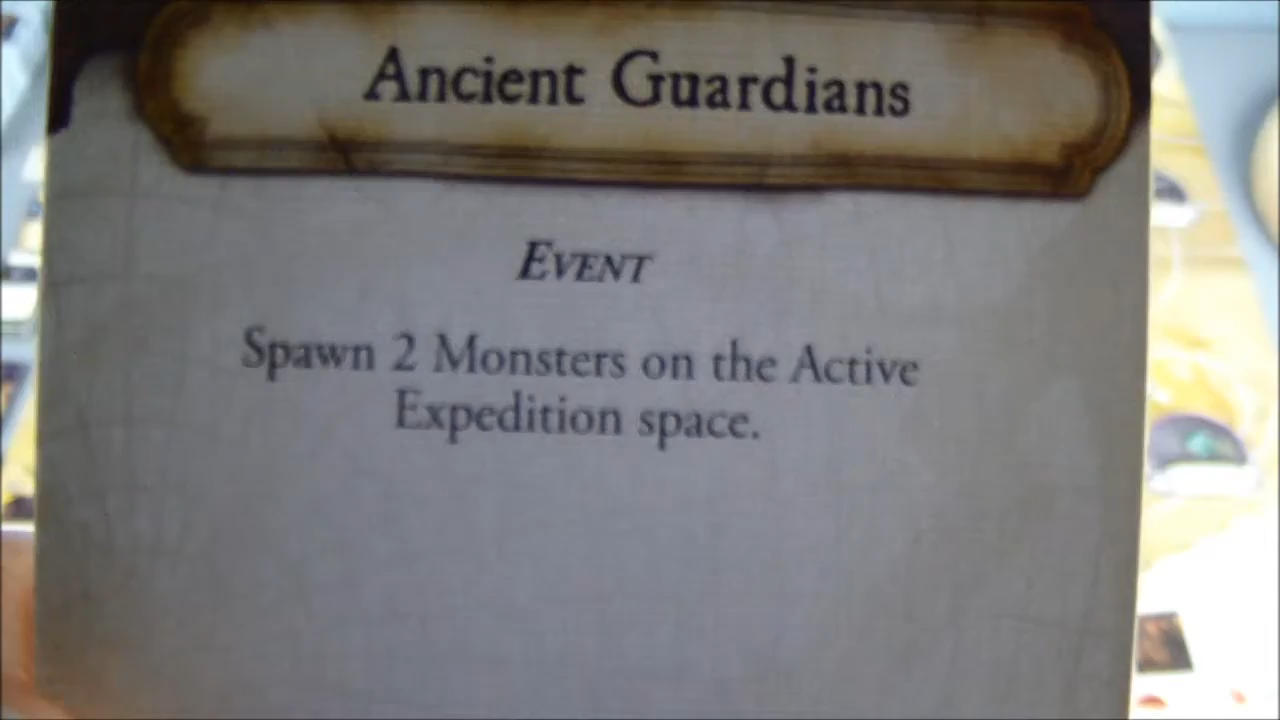 Ancient Guardians
EVENT
Spawn 2 Monsters on the Active
Expedition space.